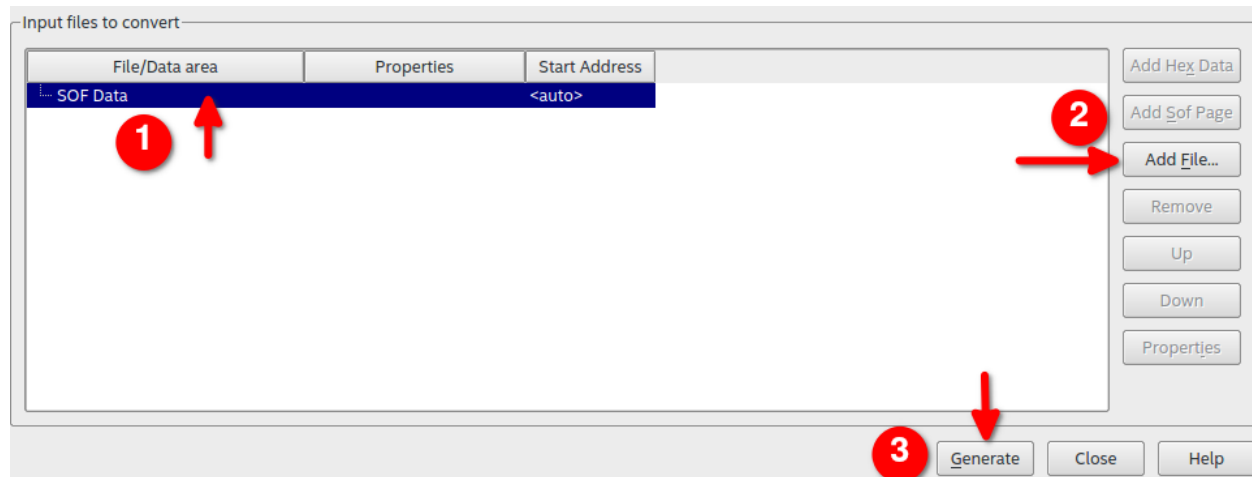 Input files to convert
File/Data area Properties Start Address
SOF Data <auto>
1
2
Add Hex Data
Add Sof Page
Add File...
Remove
Up
Down
Properties
3
Generate Close Help